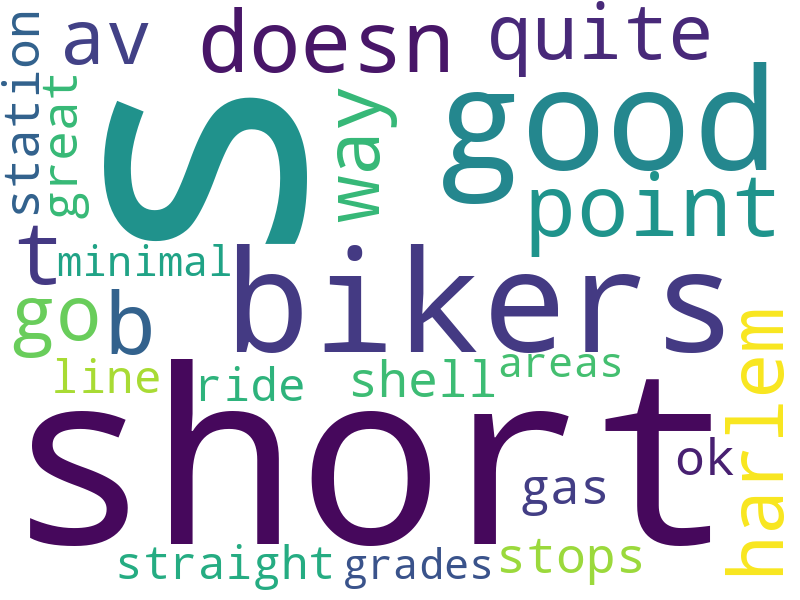 station
av
doesn
quite
great
s
way
good
point
t
minimal
bikers
go
b
line
ride
shell
areas
harlem
short
ok
gas
straight
grades
stops